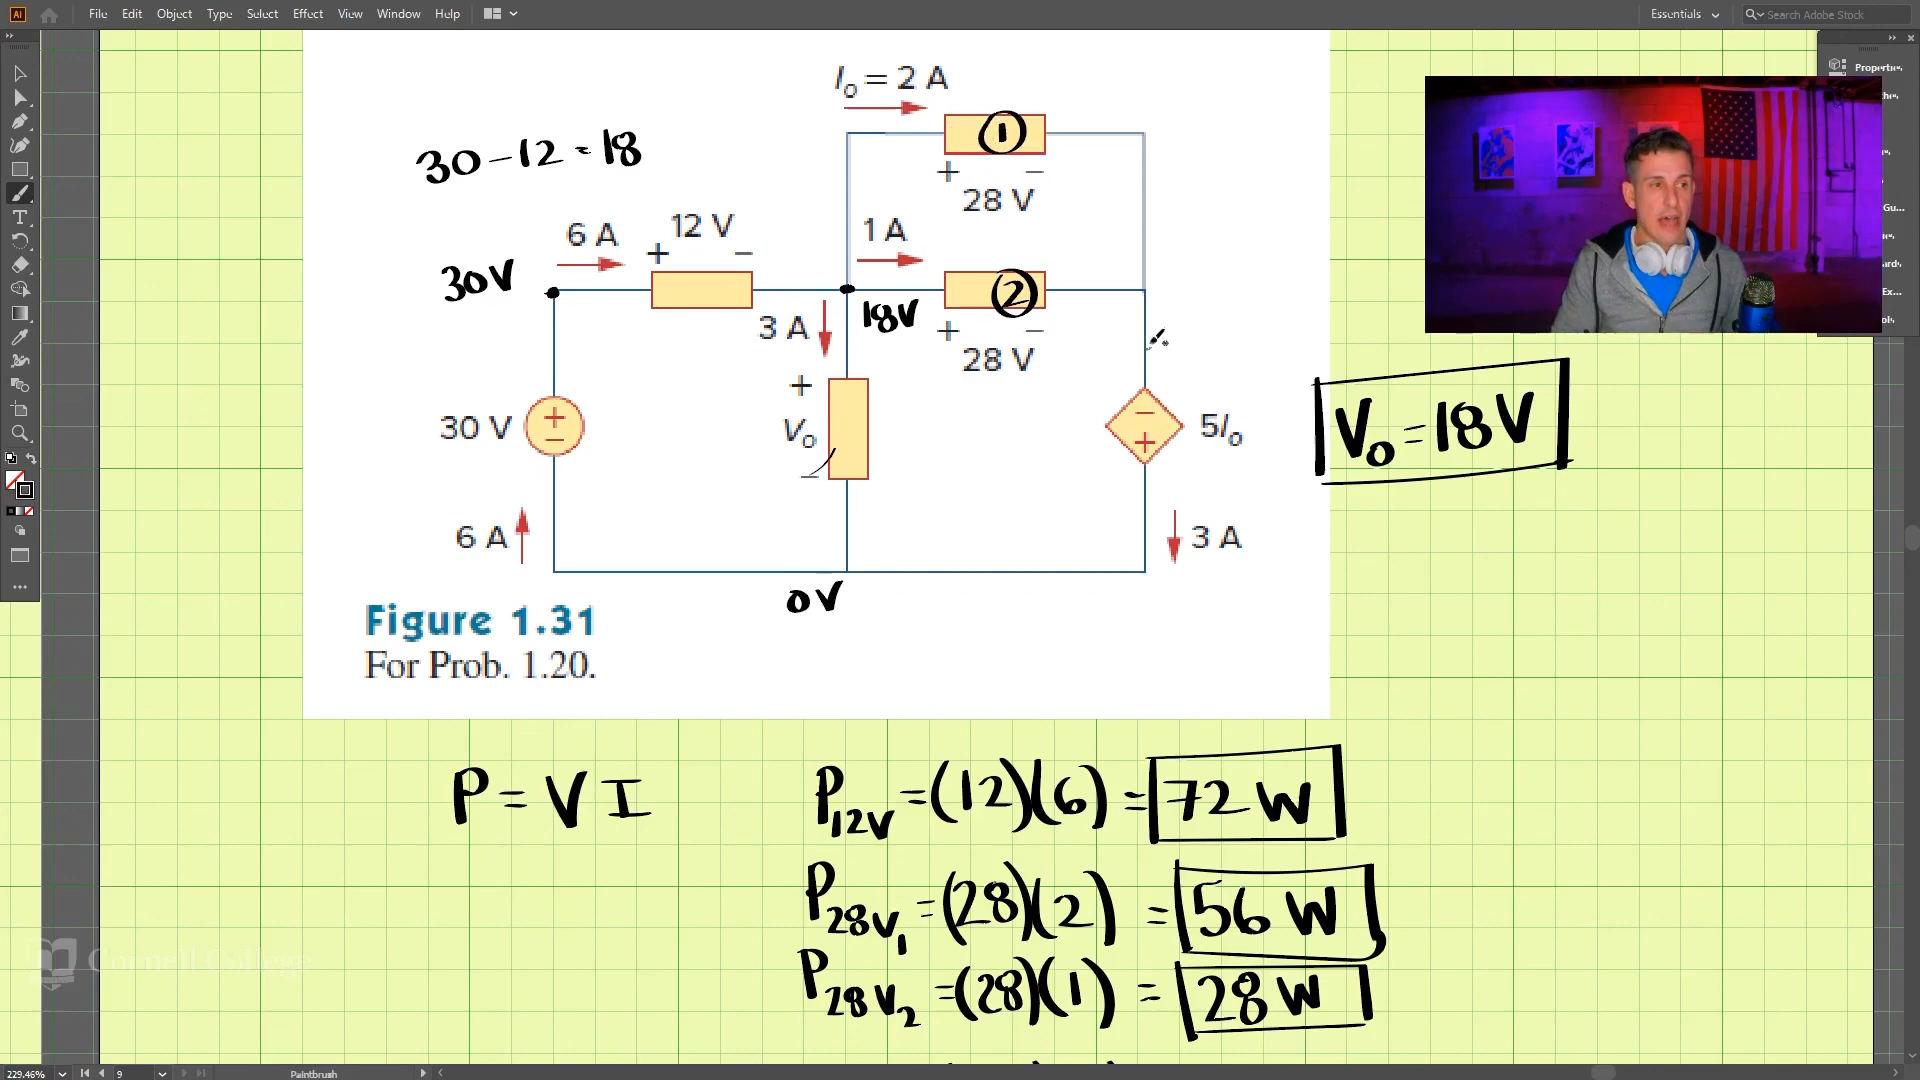 File Edit Object Type Select Effect View Window Help
Essentials
Search Adobe Stock
Properties
I₀ = 2 A
1
+ −
28 V
30 - 12 = 18
6 A
+ 12 V −
1 A
30V
2
3 A
18V
+ −
28 V
+
V₀
−
30 V
+
−
−
+
5I₀
V₀ = 18V
6 A
3 A
0V
Figure 1.31
For Prob. 1.20.
P = VI
P12V = (12)(6) = 72 W
P28V1 = (28)(2) = 56 W
P28V2 = (28)(1) = 28 W
Cornell College
229.46%
9
Paintbrush